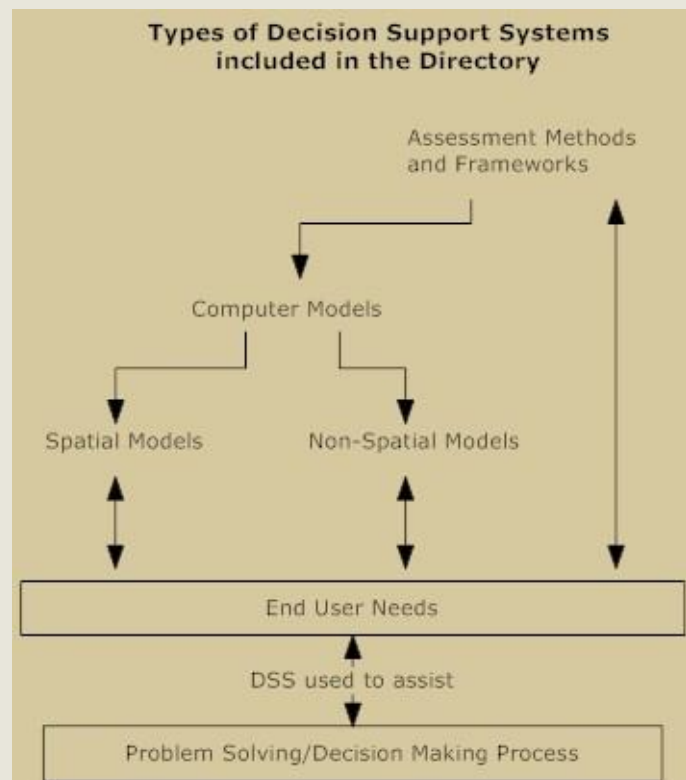 Types of Decision Support Systems
included in the Directory
Assessment Methods
and Frameworks
Computer Models
Spatial Models
Non-Spatial Models
End User Needs
DSS used to assist
Problem Solving/Decision Making Process